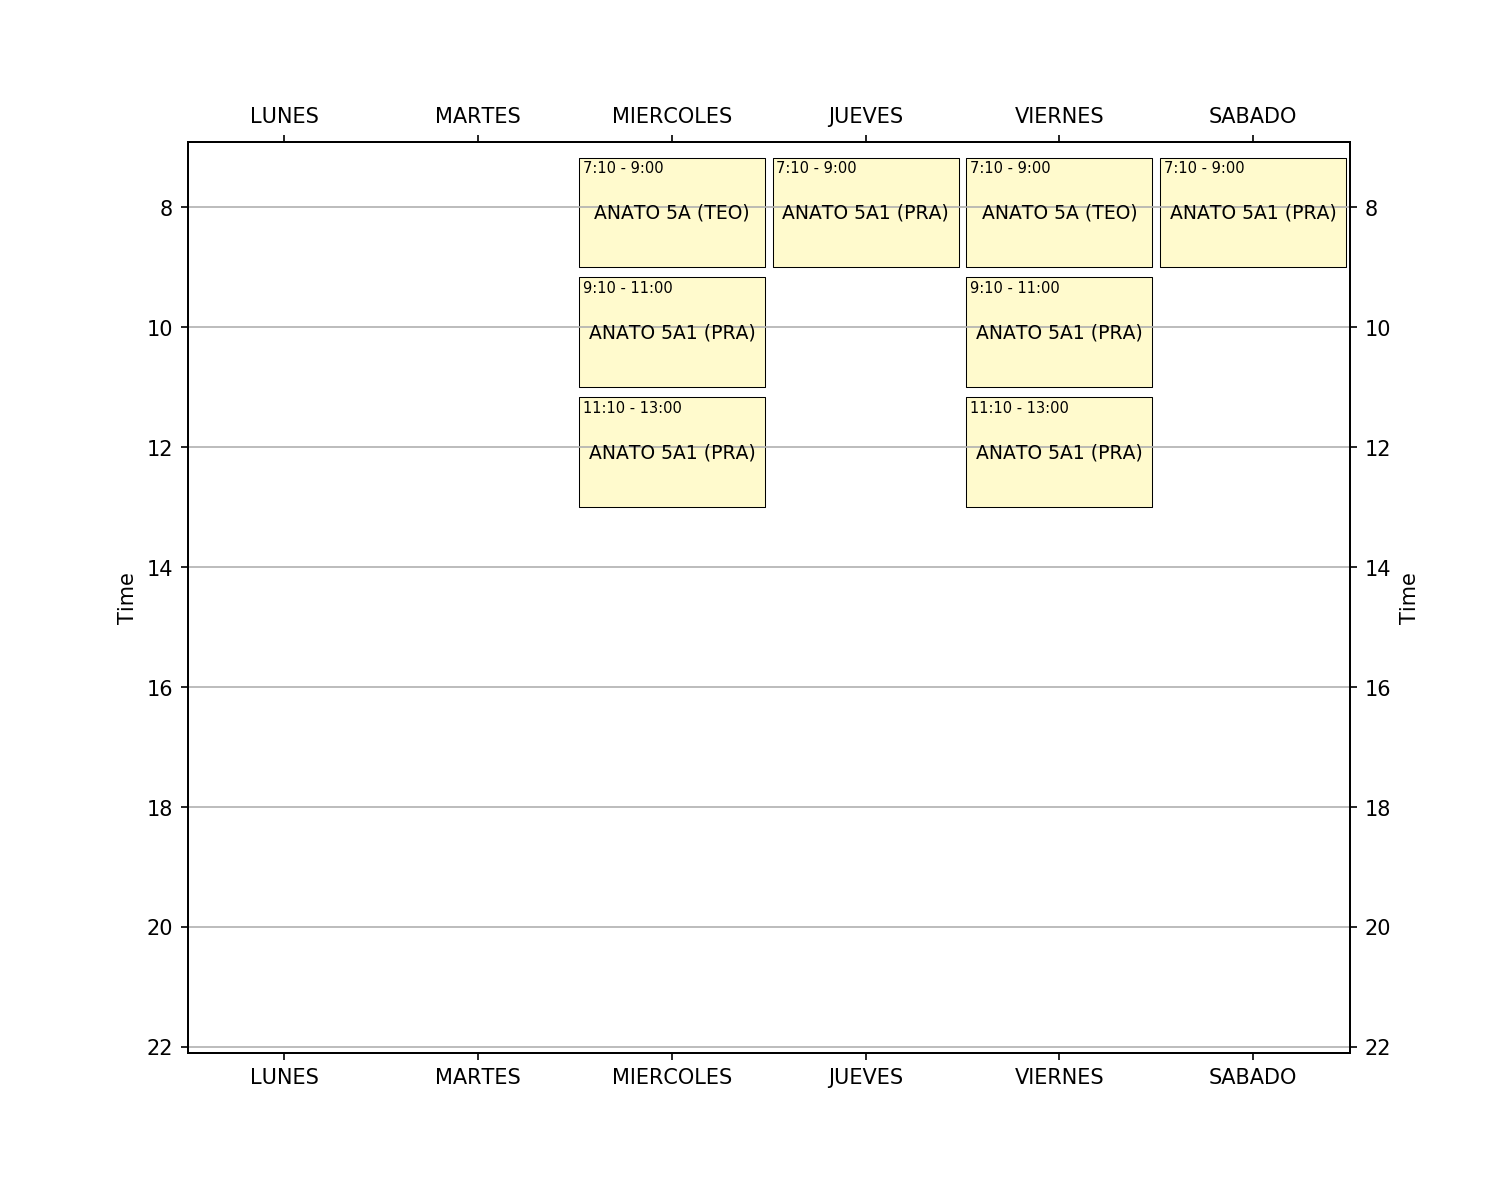 LUNES MARTES MIERCOLES JUEVES VIERNES SABADO
7:10 - 9:00 7:10 - 9:00 7:10 - 9:00 7:10 - 9:00
8 ANATO 5A (TEO) ANATO 5A1 (PRA) ANATO 5A (TEO) ANATO 5A1 (PRA) 8
9:10 - 11:00 9:10 - 11:00
10 ANATO 5A1 (PRA) ANATO 5A1 (PRA) 10
11:10 - 13:00 11:10 - 13:00
12 ANATO 5A1 (PRA) ANATO 5A1 (PRA) 12
14 14
Time Time
16 16
18 18
20 20
22 22
LUNES MARTES MIERCOLES JUEVES VIERNES SABADO